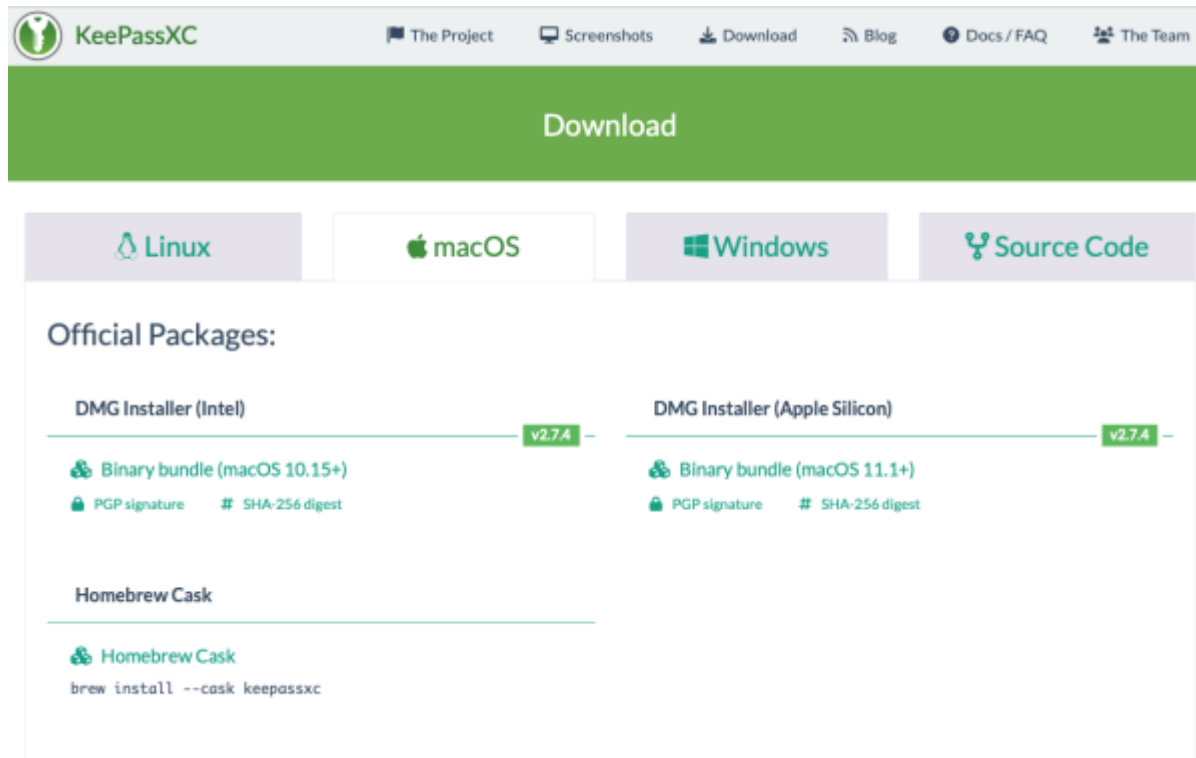 KeePassXC The Project Screenshots Download Blog Docs / FAQ The Team
Download
Linux macOS Windows Source Code
Official Packages:
DMG Installer (Intel)
v2.7.4
Binary bundle (macOS 10.15+)
PGP signature # SHA-256 digest
DMG Installer (Apple Silicon)
v2.7.4
Binary bundle (macOS 11.1+)
PGP signature # SHA-256 digest
Homebrew Cask
Homebrew Cask
brew install --cask keepassxc